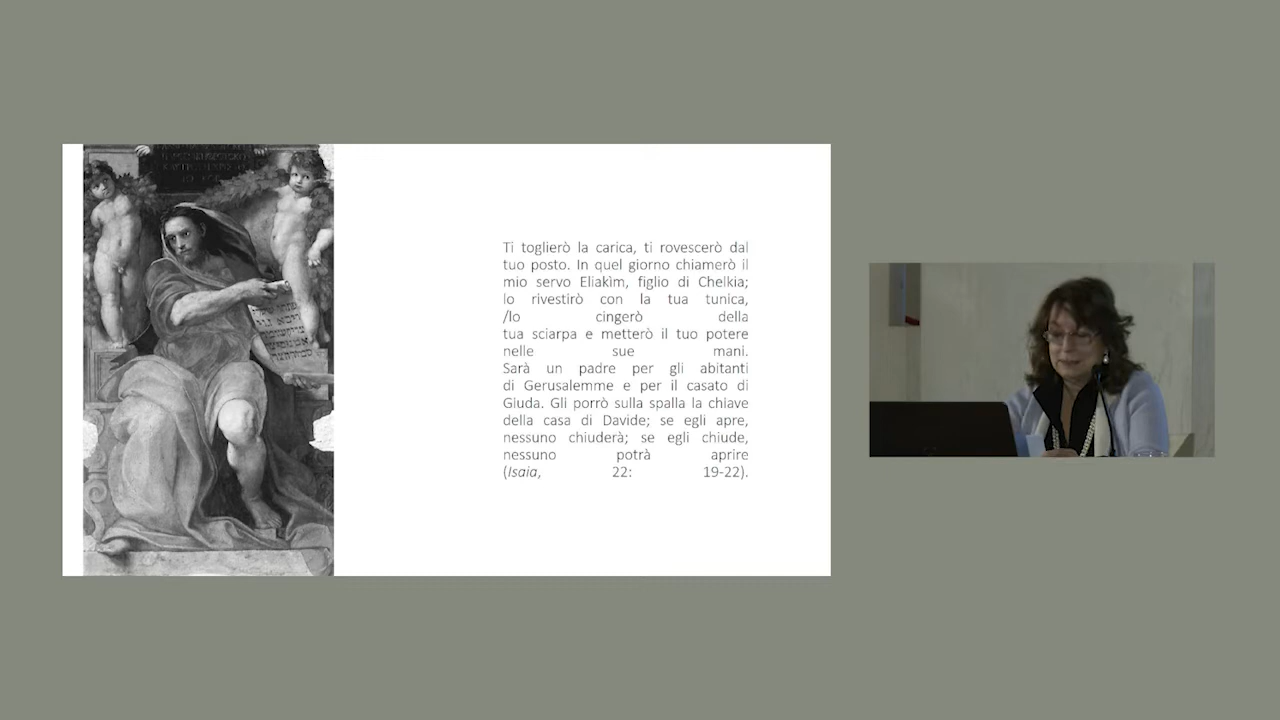 Ti toglierò la carica, ti rovescerò dal
tuo posto. In quel giorno chiamerò il
mio servo Eliakìm, figlio di Chelkia;
lo rivestirò con la tua tunica,
/lo cingerò della
tua sciarpa e metterò il tuo potere
nelle sue mani.
Sarà un padre per gli abitanti
di Gerusalemme e per il casato di
Giuda. Gli porrò sulla spalla la chiave
della casa di Davide; se egli apre,
nessuno chiuderà; se egli chiude,
nessuno potrà aprire
(Isaia, 22: 19-22).